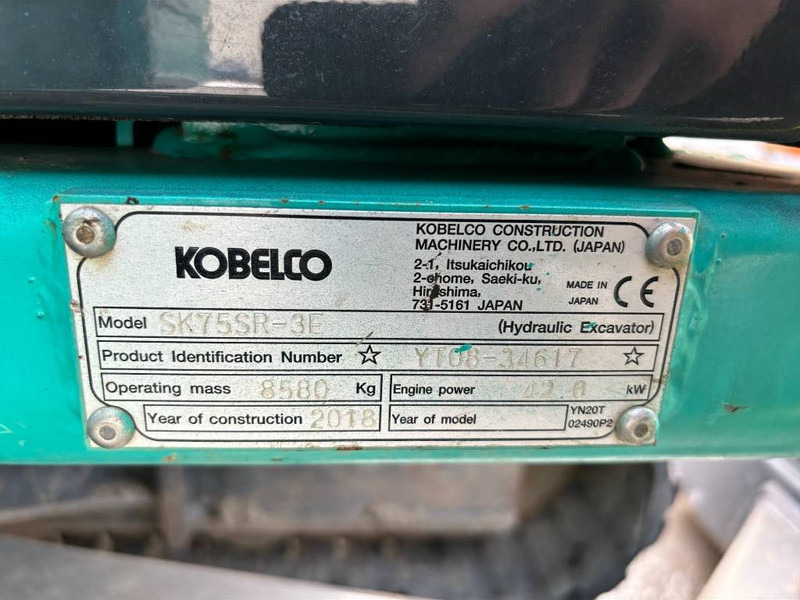 KOBELCO
KOBELCO CONSTRUCTION
MACHINERY CO.,LTD. (JAPAN)
2-1, Itsukaichikou
2-chome, Saeki-ku,
Hiroshima,
731-5161 JAPAN
MADE IN
JAPAN
CE
Model SK75SR-3E (Hydraulic Excavator)
Product Identification Number ☆ YT08-34617 ☆
Operating mass 8580 Kg
Engine power 42.0 kW
Year of construction 2018
Year of model
YN20T
02490P2